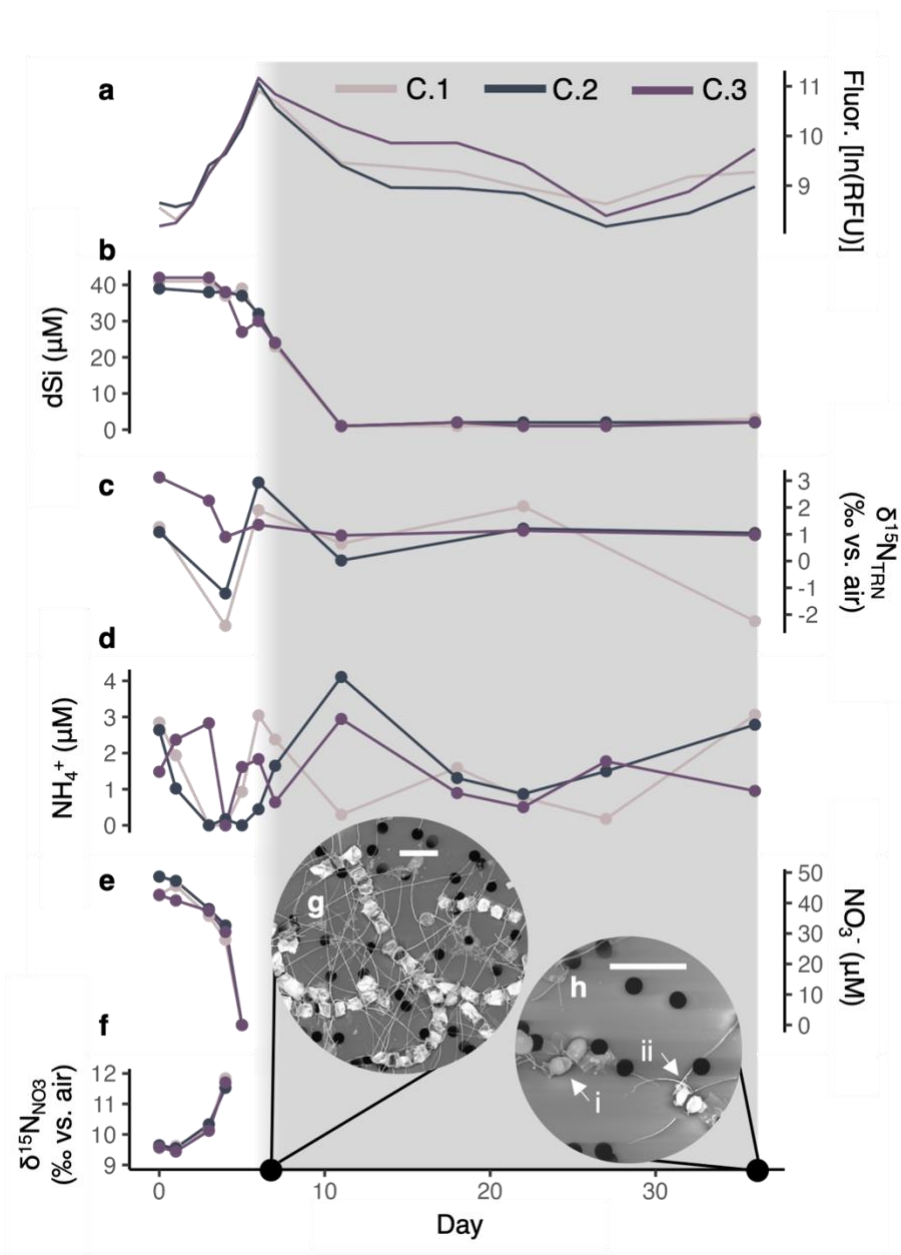 a
C.1
C.2
C.3
11
10
9
Fluor. [ln(RFU)]
b
dSi (µM)
40
30
20
10
0
c
3
2
1
0
-1
-2
δ¹⁵N_TRN
(‰ vs. air)
d
NH₄⁺ (µM)
4
3
2
1
0
e
50
40
30
20
10
0
NO₃⁻ (µM)
g
h
i
ii
f
δ¹⁵N_NO3
(‰ vs. air)
12
11
10
9
0
10
20
30
Day